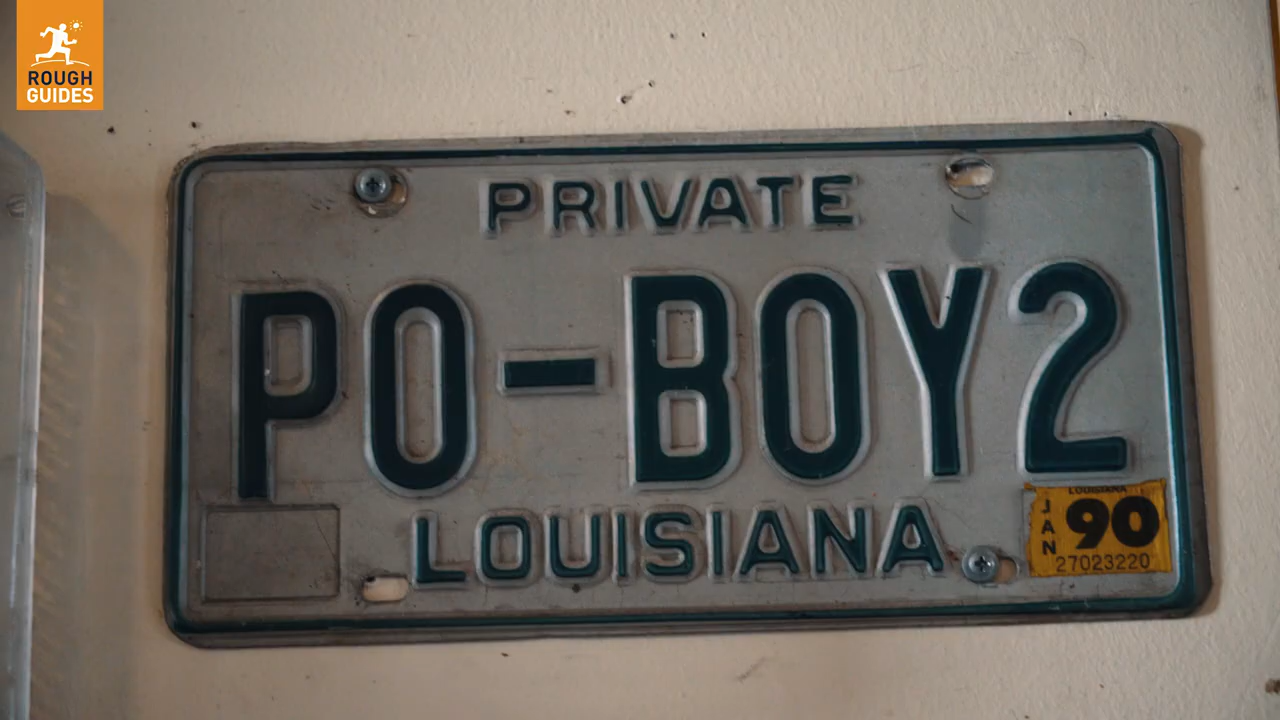 ROUGH
GUIDES
PRIVATE
PO-BOY2
LOUISIANA
LOUISIANA
JAN 90
27023220